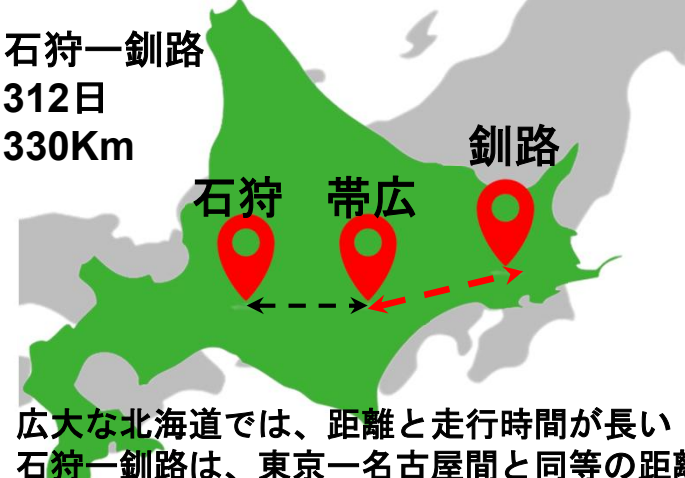 石狩ー釧路
312日
330Km
釧路
石狩 帯広
広大な北海道では、距離と走行時間が長い
石狩ー釧路は、東京ー名古屋間と同等の距離